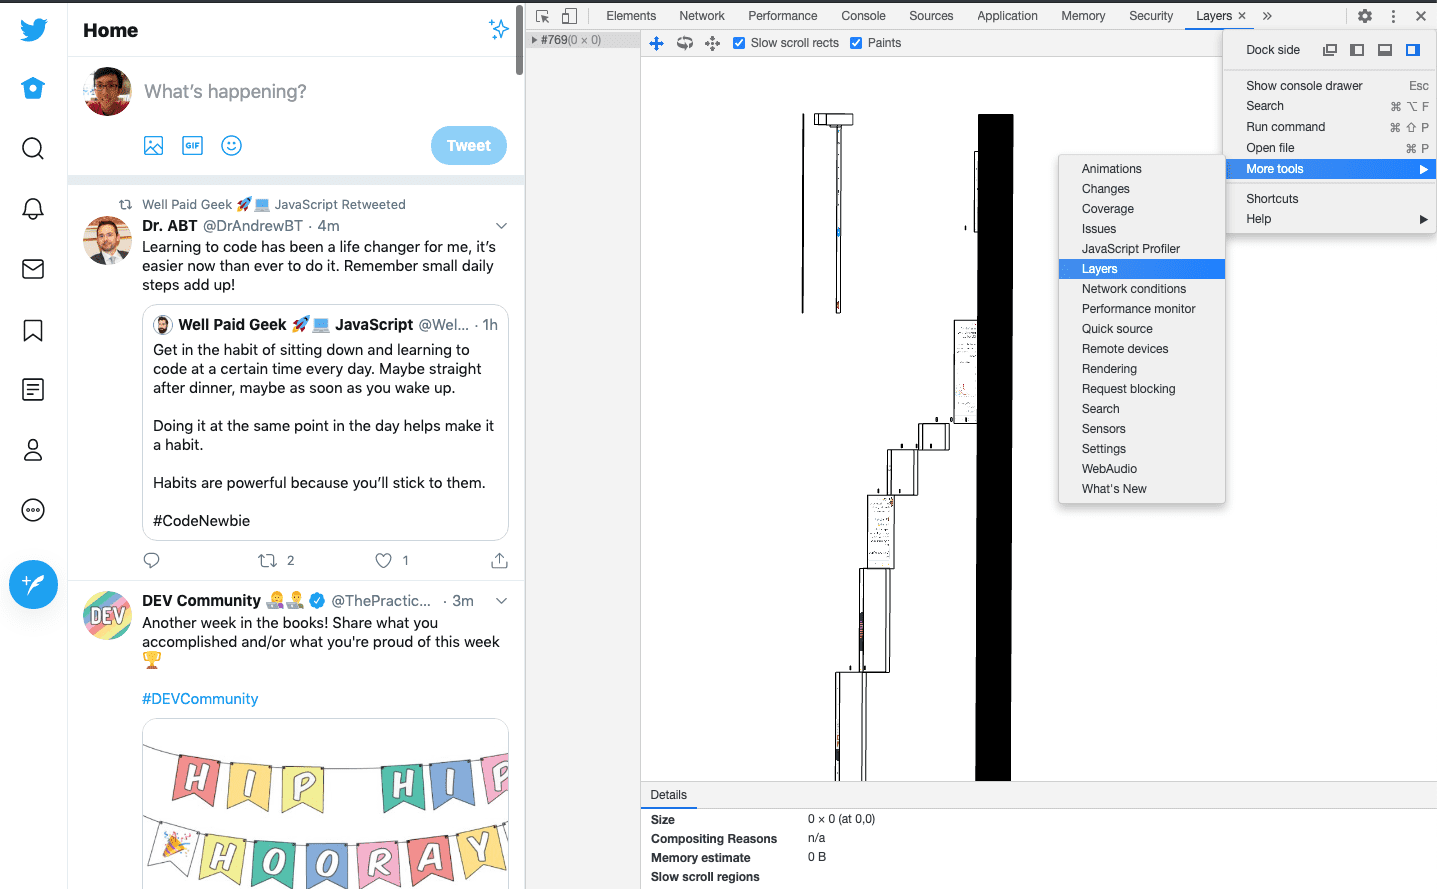 Home
What's happening?
GIF
Tweet
Well Paid Geek 🚀💻 JavaScript Retweeted
Dr. ABT @DrAndrewBT · 4m
Learning to code has been a life changer for me, it's
easier now than ever to do it. Remember small daily
steps add up!
Well Paid Geek 🚀💻 JavaScript @Wel... · 1h
Get in the habit of sitting down and learning to
code at a certain time every day. Maybe straight
after dinner, maybe as soon as you wake up.
Doing it at the same point in the day helps make it
a habit.
Habits are powerful because you'll stick to them.
#CodeNewbie
2
1
DEV
DEV Community 👩‍💻👨‍💻 @ThePractic... · 3m
Another week in the books! Share what you
accomplished and/or what you're proud of this week
🏆
#DEVCommunity
HIP HIP
HOORAY
Elements Network Performance Console Sources Application Memory Security Layers × »
▶ #769(0 × 0)
Slow scroll rects Paints
Dock side
Show console drawer Esc
Search ⌘ ⌥ F
Run command ⌘ ⇧ P
Open file ⌘ P
More tools ▶
Shortcuts
Help ▶
Animations
Changes
Coverage
Issues
JavaScript Profiler
Layers
Network conditions
Performance monitor
Quick source
Remote devices
Rendering
Request blocking
Search
Sensors
Settings
WebAudio
What's New
Details
Size 0 × 0 (at 0,0)
Compositing Reasons n/a
Memory estimate 0 B
Slow scroll regions